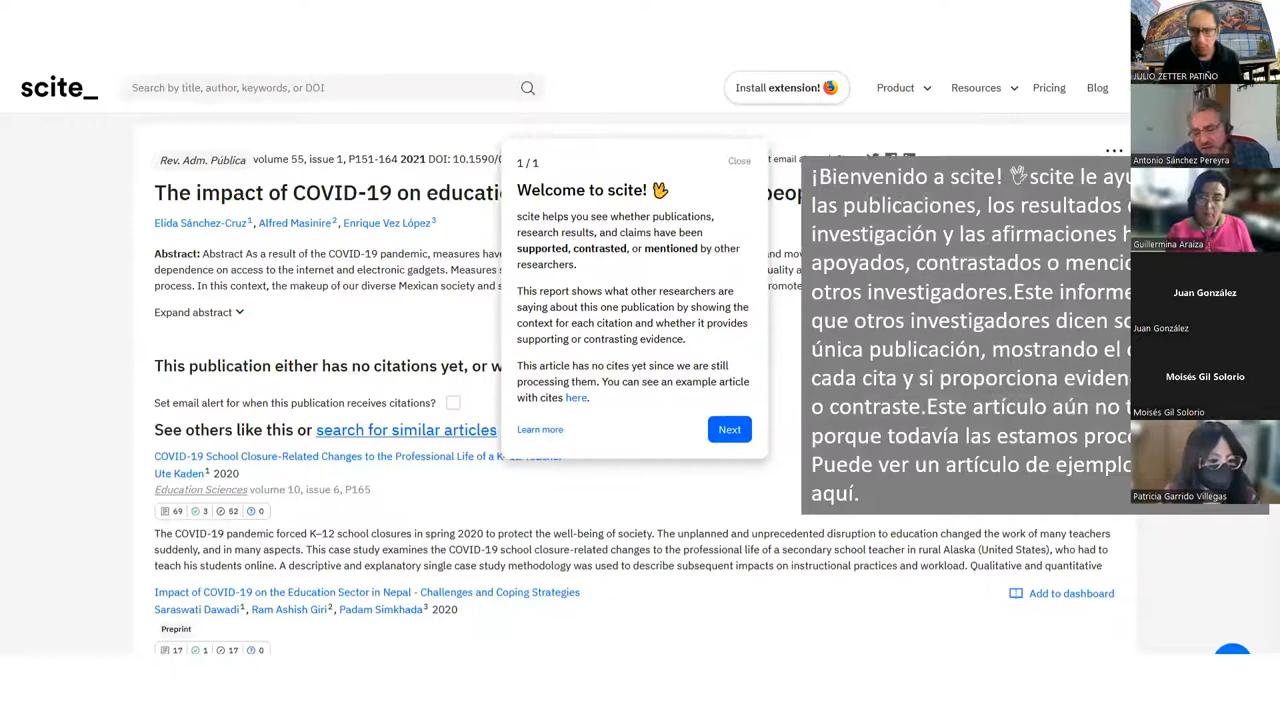 scite_
Search by title, author, keywords, or DOI
Install extension!
Product
Resources
Pricing
Blog
Rev. Adm. Pública volume 55, issue 1, P151-164 2021 DOI: 10.1590/0
The impact of COVID-19 on educatio
Elida Sánchez-Cruz1, Alfred Masinire2, Enrique Vez López3
Abstract: Abstract As a result of the COVID-19 pandemic, measures have
dependence on access to the internet and electronic gadgets. Measures s
process. In this context, the makeup of our diverse Mexican society and s
Expand abstract
This publication either has no citations yet, or w
Set email alert for when this publication receives citations?
See others like this or search for similar articles
COVID-19 School Closure-Related Changes to the Professional Life of a K
Ute Kaden1 2020
Education Sciences volume 10, issue 6, P165
69 3 52 0
The COVID-19 pandemic forced K–12 school closures in spring 2020 to protect the well-being of society. The unplanned and unprecedented disruption to education changed the work of many teachers
suddenly, and in many aspects. This case study examines the COVID-19 school closure-related changes to the professional life of a secondary school teacher in rural Alaska (United States), who had to
teach his students online. A descriptive and explanatory single case study methodology was used to describe subsequent impacts on instructional practices and workload. Qualitative and quantitative
Impact of COVID-19 on the Education Sector in Nepal - Challenges and Coping Strategies
Add to dashboard
Saraswati Dawadi1, Ram Ashish Giri2, Padam Simkhada3 2020
Preprint
17 1 17 0
1 / 1
Close
Welcome to scite! 🖖
scite helps you see whether publications,
research results, and claims have been
supported, contrasted, or mentioned by other
researchers.
This report shows what other researchers are
saying about this one publication by showing the
context for each citation and whether it provides
supporting or contrasting evidence.
This article has no cites yet since we are still
processing them. You can see an example article
with cites here.
Learn more
Next
¡Bienvenido a scite! 🖖scite le ayu
las publicaciones, los resultados
investigación y las afirmaciones h
apoyados, contrastados o menci
otros investigadores.Este informe
que otros investigadores dicen so
única publicación, mostrando el
cada cita y si proporciona eviden
o contraste.Este artículo aún no t
porque todavía las estamos proc
Puede ver un artículo de ejemplo
aquí.
JULIO ZETTER PATIÑO
Antonio Sánchez Pereyra
Guillermina Araiza
Juan González
Juan González
Moisés Gil Solorio
Moisés Gil Solorio
Patricia Garrido Villegas